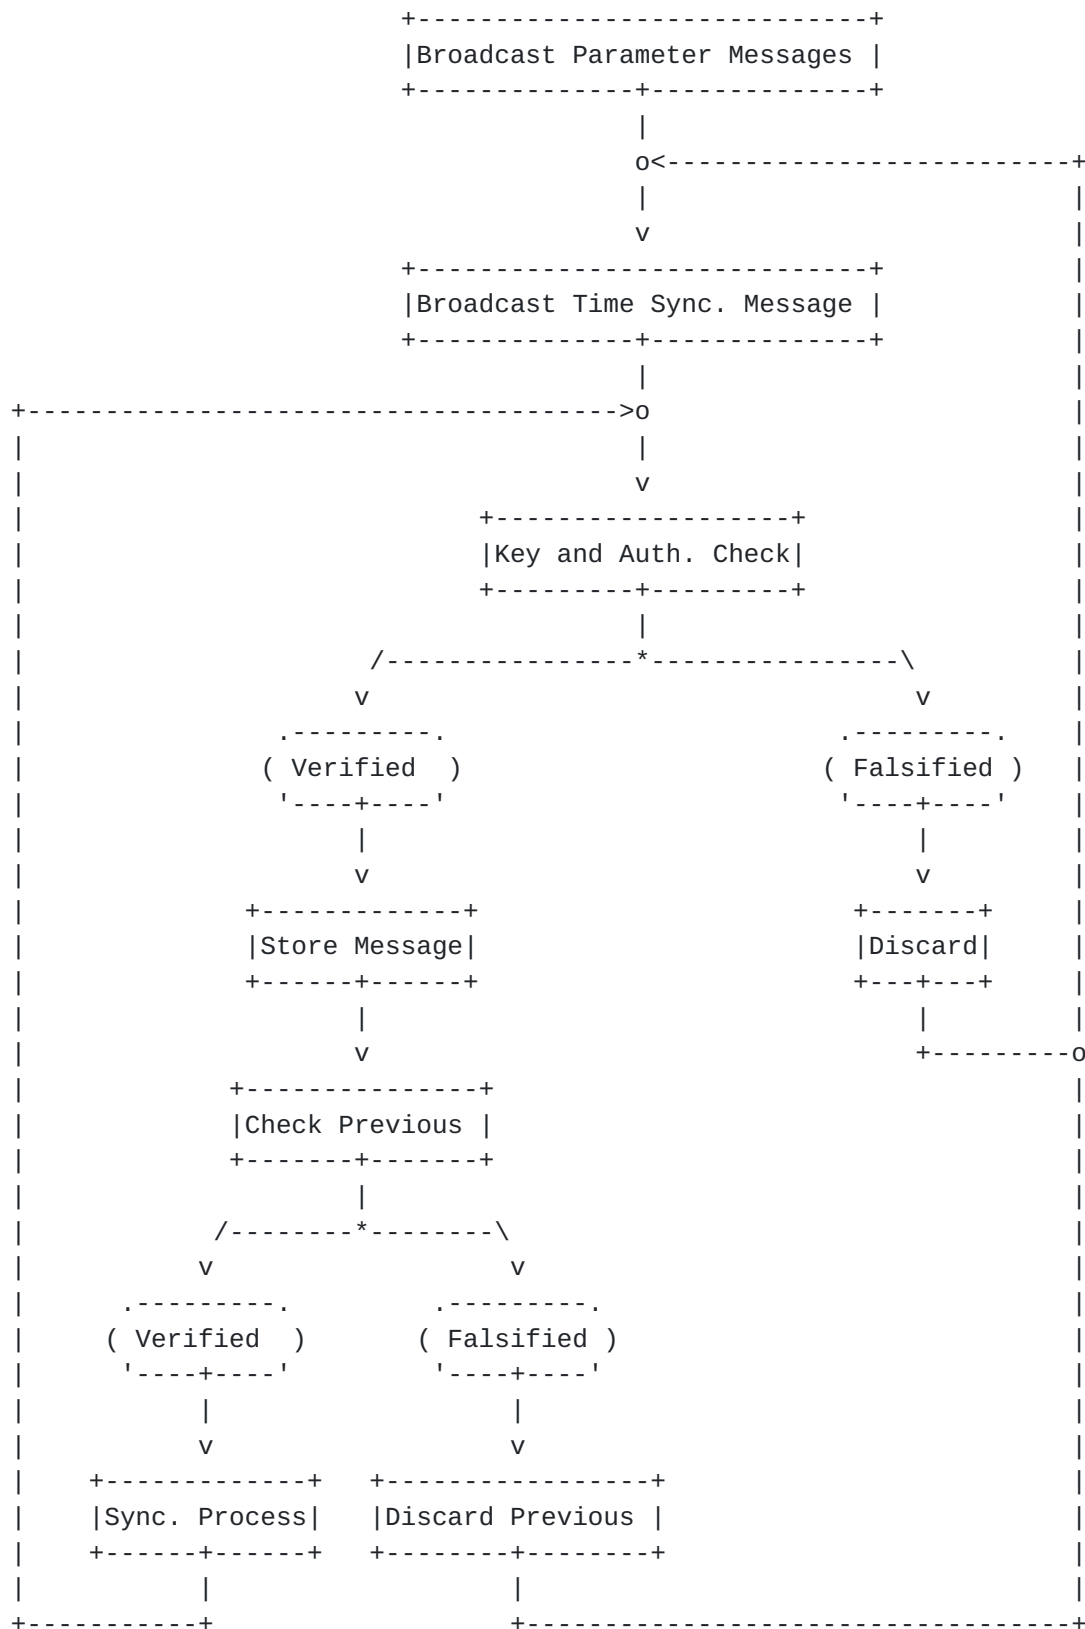 Broadcast Parameter Messages
Broadcast Time Sync. Message
Key and Auth. Check
Verified
Falsified
Store Message
Discard
Check Previous
Verified
Falsified
Sync. Process
Discard Previous